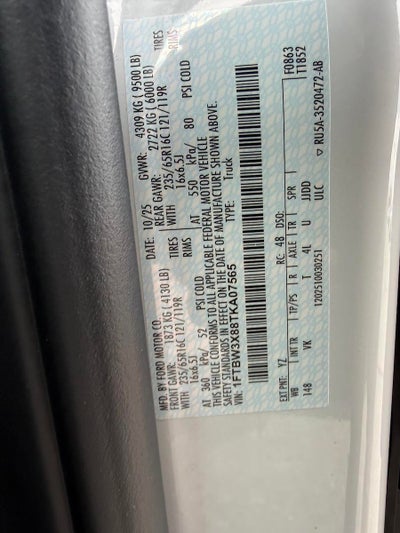 MFD. BY FORD MOTOR CO.
DATE: 10/25 GVWR: 4309 KG ( 9500 LB)
FRONT GAWR: 1873 KG ( 4130 LB) REAR GAWR: 2722 KG ( 6000 LB)
WITH 235/65R16C 121/119R TIRES WITH 235/65R16C 121/119R TIRES
16x6.5J RIMS 16x6.5J RIMS
AT 360 kPa/ 52 PSI COLD AT 550 kPa/ 80 PSI COLD
THIS VEHICLE CONFORMS TO ALL APPLICABLE FEDERAL MOTOR VEHICLE
SAFETY STANDARDS IN EFFECT ON THE DATE OF MANUFACTURE SHOWN ABOVE.
VIN: 1FTBW3X88TKA07565 TYPE: Truck
F0863
T1852
EXT PNT: YZ RC: 48 DSO:
WB INT TR TP/PS R AXLE TR SPR
148 VK T 4L U JJDD
1202510030251 ULC ▽ RU5A-3520472-AB